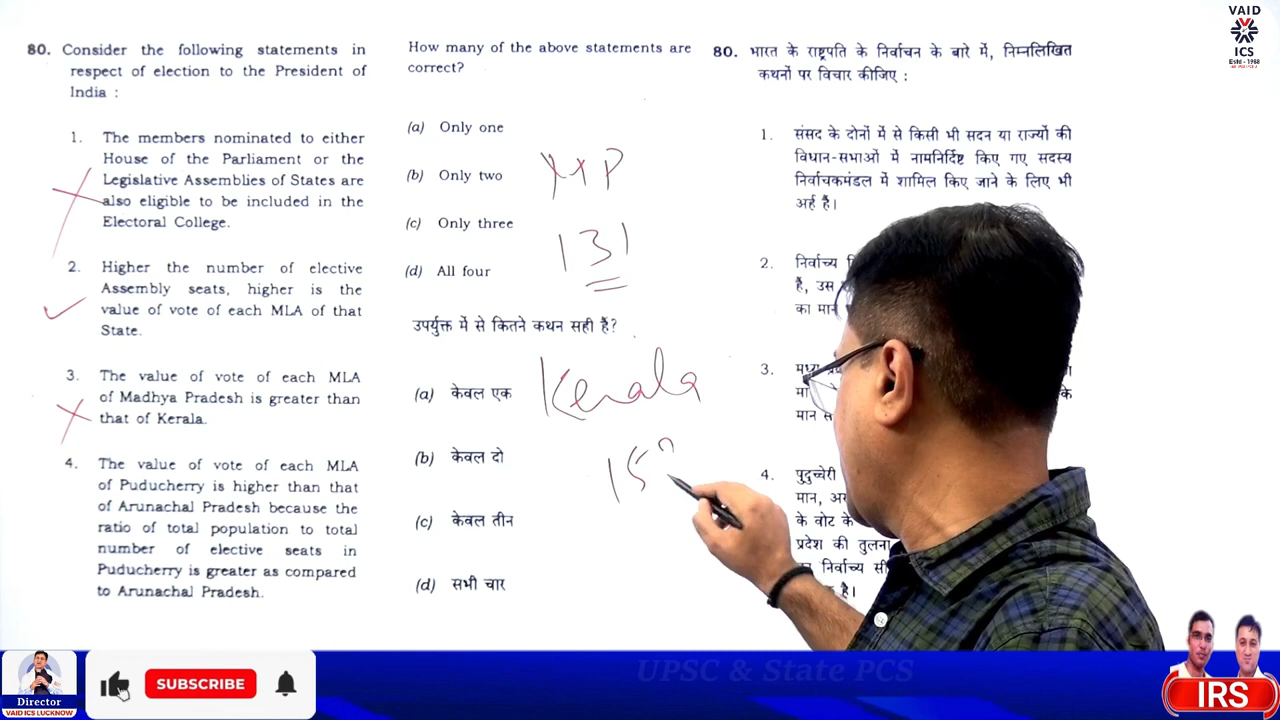 80. Consider the following statements in
respect of election to the President of
India :
1. The members nominated to either
House of the Parliament or the
Legislative Assemblies of States are
also eligible to be included in the
Electoral College.
2. Higher the number of elective
Assembly seats, higher is the
value of vote of each MLA of that
State.
3. The value of vote of each MLA
of Madhya Pradesh is greater than
that of Kerala.
4. The value of vote of each MLA
of Puducherry is higher than that
of Arunachal Pradesh because the
ratio of total population to total
number of elective seats in
Puducherry is greater as compared
to Arunachal Pradesh.
How many of the above statements are
correct?
(a) Only one
(b) Only two
(c) Only three
(d) All four
उपर्युक्त में से कितने कथन सही हैं?
(a) केवल एक
(b) केवल दो
(c) केवल तीन
(d) सभी चार
131
Kerala
15
80. भारत के राष्ट्रपति के निर्वाचन के बारे में, निम्नलिखित
कथनों पर विचार कीजिए :
1. संसद के दोनों में से किसी भी सदन या राज्यों की
विधान-सभाओं में नामनिर्दिष्ट किए गए सदस्य
निर्वाचकमंडल में शामिल किए जाने के लिए भी
अर्ह हैं।
2. निर्वाच्य
हैं, उस
का मान
3. मध्य
मा
मान
4. पुदुच्चेरी
मान,
के वोट के
प्रदेश की तुलना
निर्वाच्य
है।
VAID
ICS
Estd - 1988
Director
VAID ICS LUCKNOW
SUBSCRIBE
UPSC & State PCS
IRS